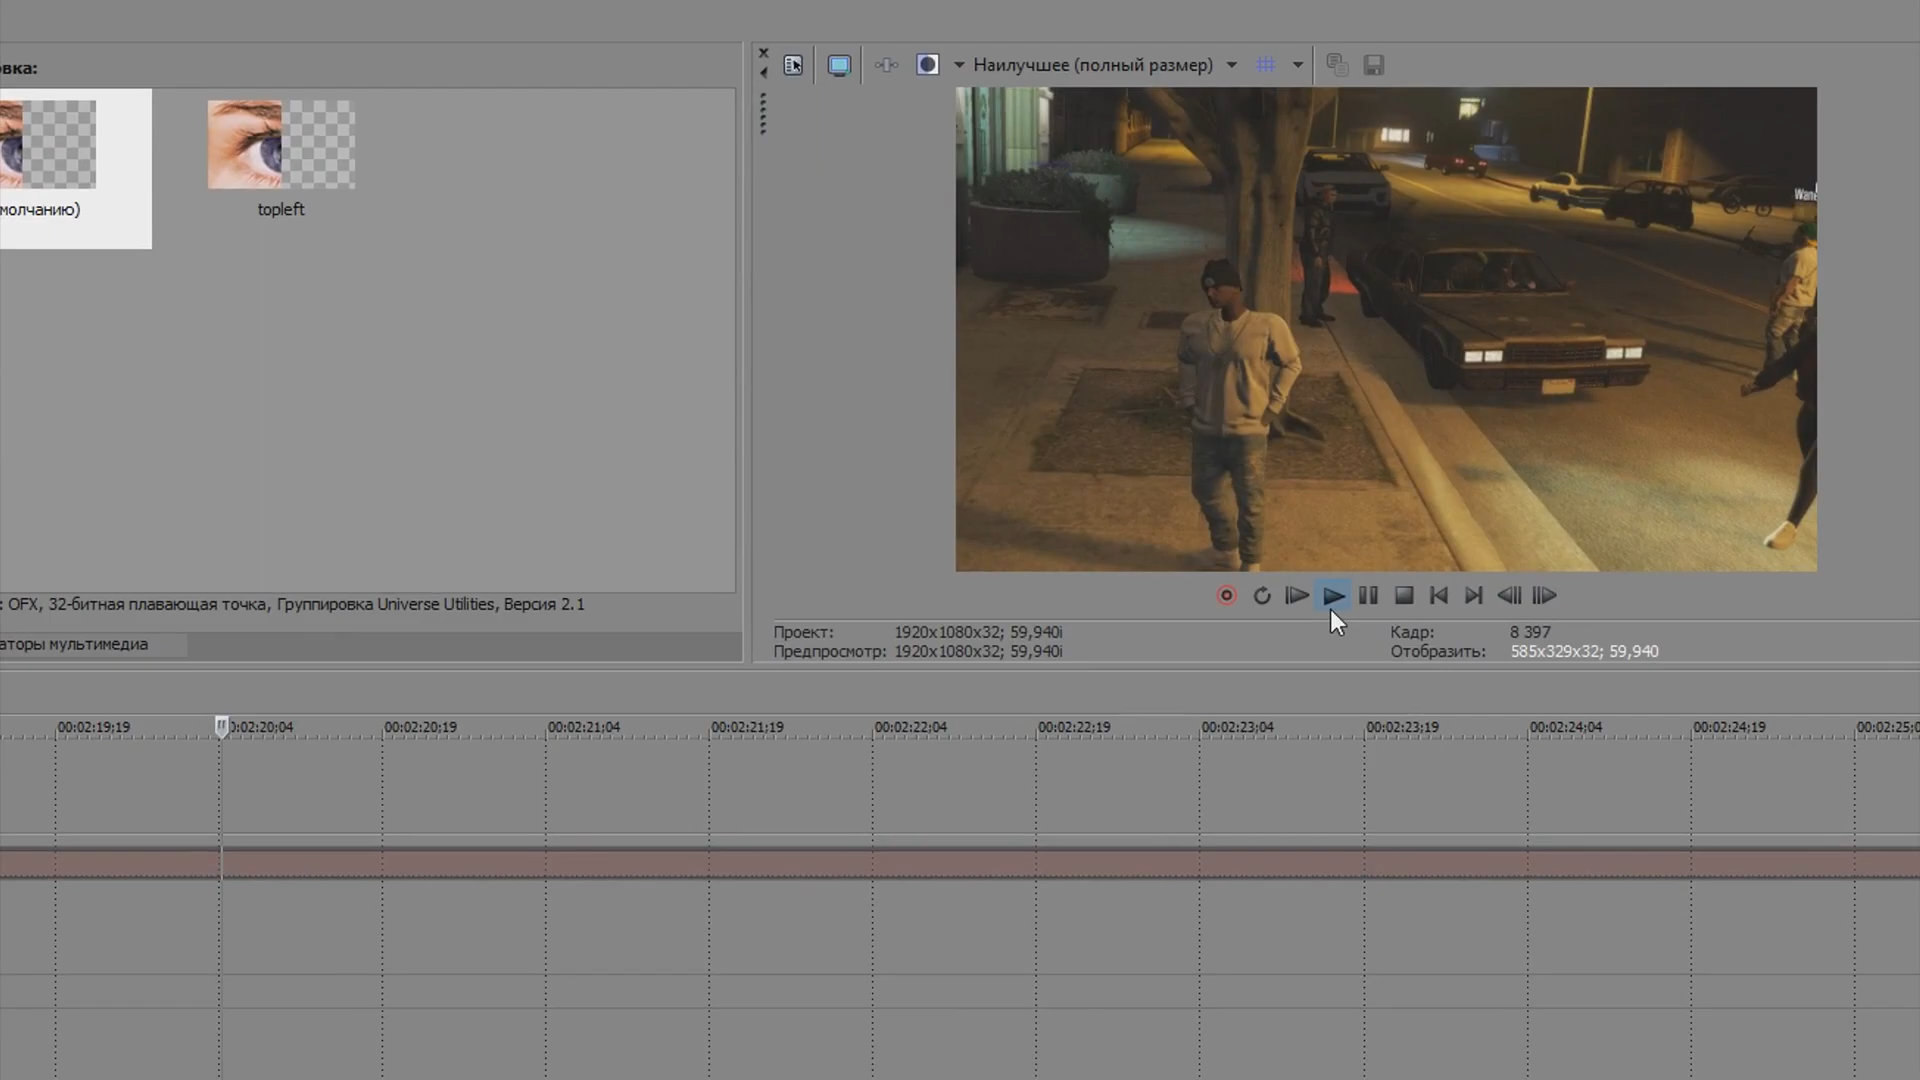 вка:
Наилучшее (полный размер)
молчанию)
topleft
: OFX, 32-битная плавающая точка, Группировка Universe Utilities, Версия 2.1
аторы мультимедиа
Проект: 1920x1080x32; 59,940i
Предпросмотр: 1920x1080x32; 59,940i
Кадр: 8 397
Отобразить: 585x329x32; 59,940
00:02:19;19
):02:20;04
00:02:20;19
00:02:21;04
00:02:21;19
00:02:22;04
00:02:22;19
00:02:23;04
00:02:23;19
00:02:24;04
00:02:24;19
00:02:25;0